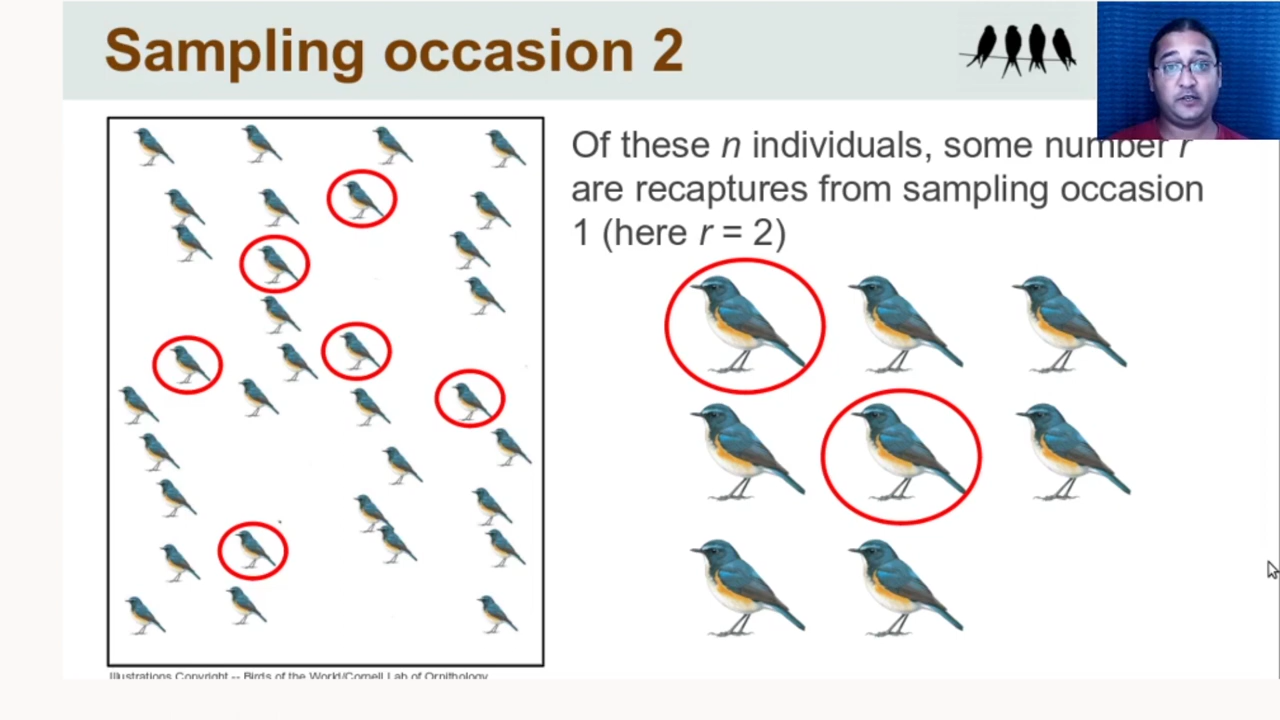 Sampling occasion 2
Of these n individuals, some number r
are recaptures from sampling occasion
1 (here r = 2)
Illustrations Copyright -- Birds of the World/Cornell Lab of Ornithology